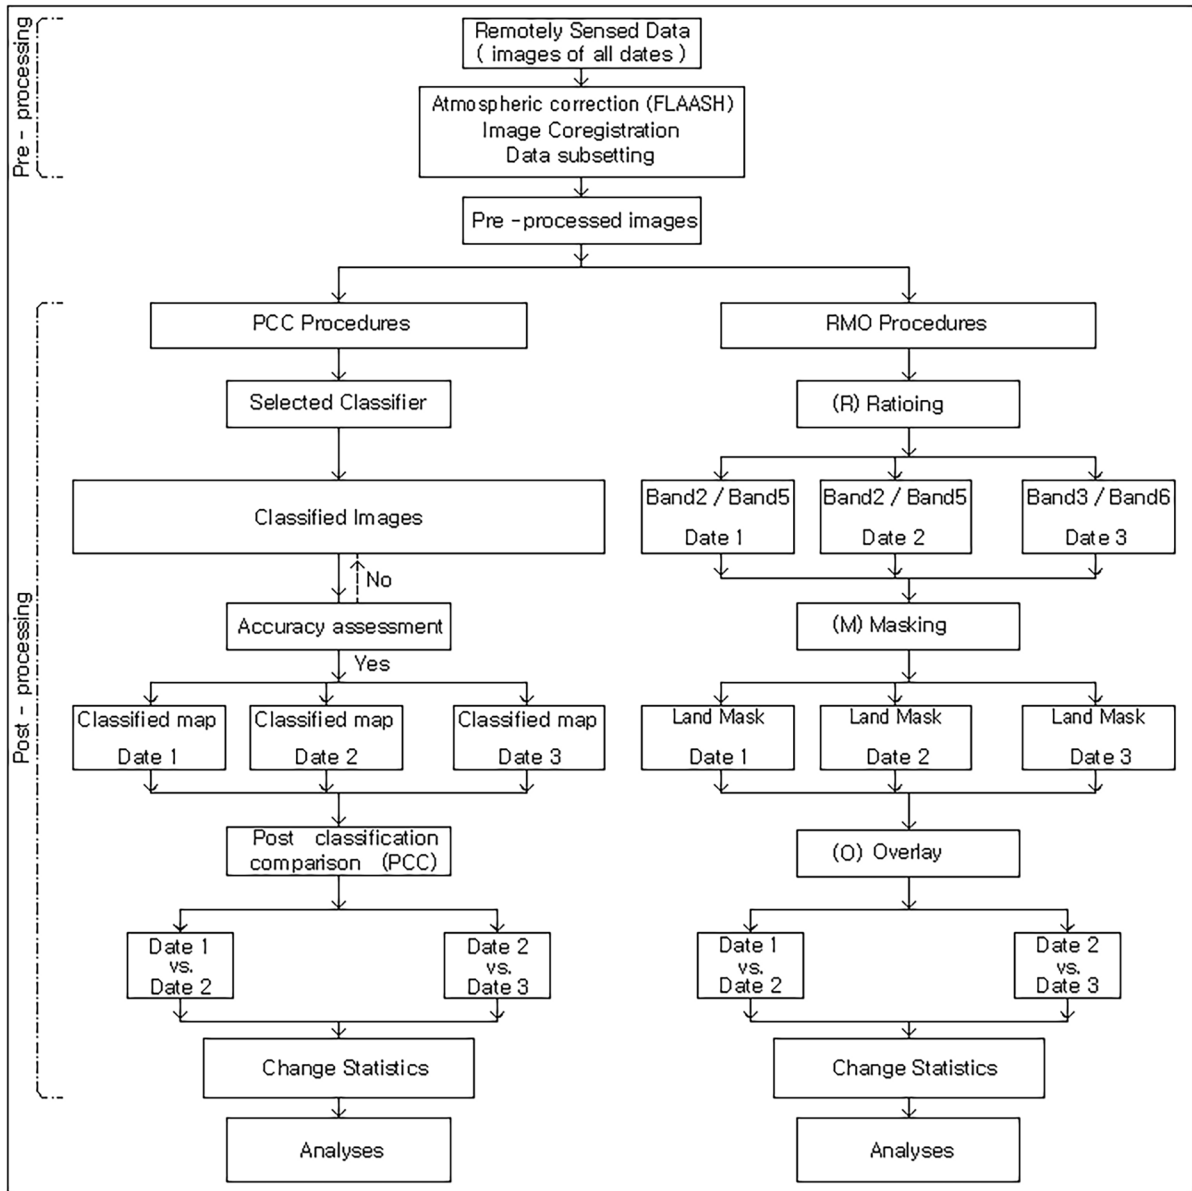 Pre - processing
Remotely Sensed Data
( images of all dates )
Atmospheric correction (FLAASH)
Image Coregistration
Data subsetting
Pre - processed images
Post - processing
PCC Procedures
Selected Classifier
Classified Images
No
Accuracy assessment
Yes
Classified map
Date 1
Classified map
Date 2
Classified map
Date 3
Post classification
comparison (PCC)
Date 1
vs.
Date 2
Date 2
vs.
Date 3
Change Statistics
Analyses
RMO Procedures
(R) Ratioing
Band2 / Band5
Date 1
Band2 / Band5
Date 2
Band3 / Band6
Date 3
(M) Masking
Land Mask
Date 1
Land Mask
Date 2
Land Mask
Date 3
(O) Overlay
Date 1
vs.
Date 2
Date 2
vs.
Date 3
Change Statistics
Analyses